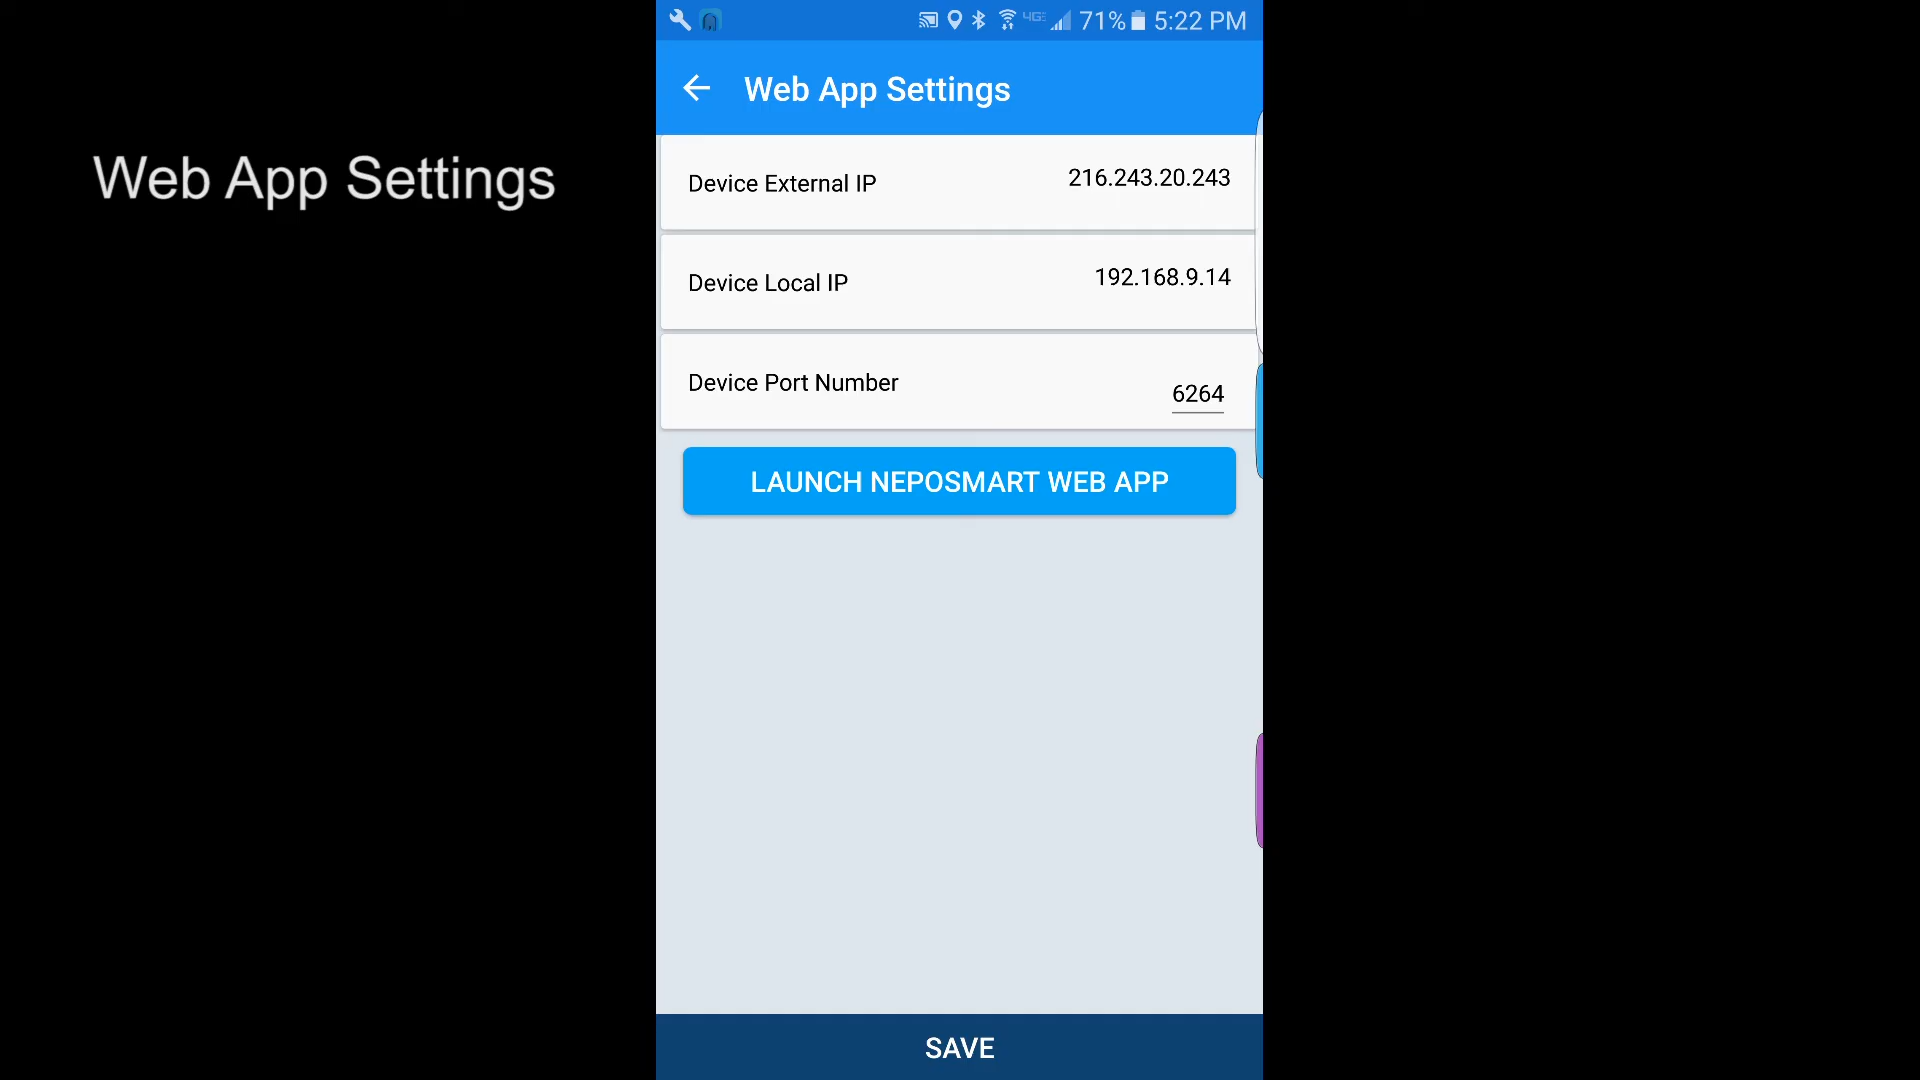 Web App Settings
71% 5:22 PM
Web App Settings
Device External IP 216.243.20.243
Device Local IP 192.168.9.14
Device Port Number 6264
LAUNCH NEPOSMART WEB APP
SAVE